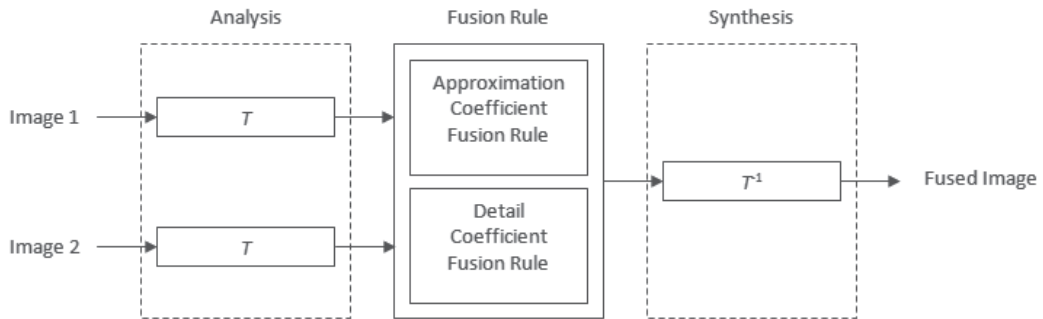 Analysis
Fusion Rule
Synthesis
Image 1
T
Approximation
Coefficient
Fusion Rule
T⁻¹
Fused Image
Image 2
T
Detail
Coefficient
Fusion Rule